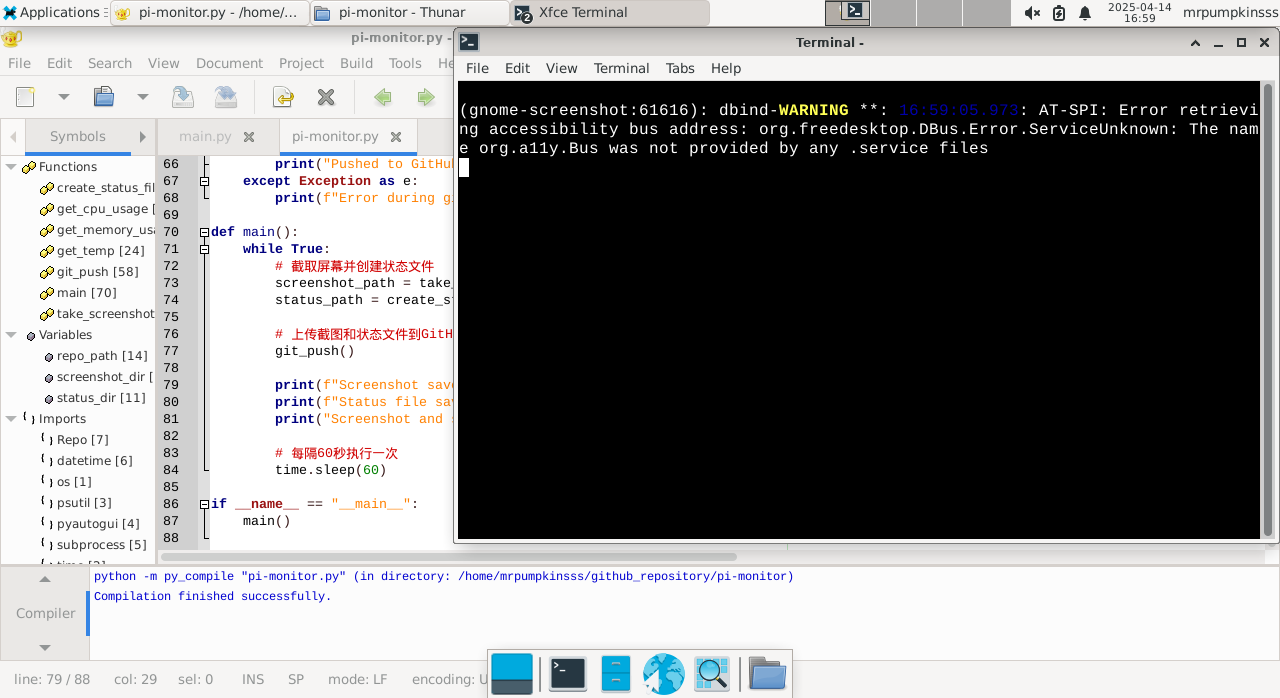 Applications
pi-monitor.py - /home/...
pi-monitor - Thunar
2 Xfce Terminal
2025-04-14
16:59
mrpumpkinsss
pi-monitor.py -
File Edit Search View Document Project Build Tools He
Symbols
main.py
pi-monitor.py
Functions
create_status_fil
get_cpu_usage [
get_memory_usa
get_temp [24]
git_push [58]
main [70]
take_screenshot
Variables
repo_path [14]
screenshot_dir [
status_dir [11]
Imports
Repo [7]
datetime [6]
os [1]
psutil [3]
pyautogui [4]
subprocess [5]
66 print("Pushed to GitHub
67 except Exception as e:
68 print(f"Error during g
69
70 def main():
71 while True:
72 # 截取屏幕并创建状态文件
73 screenshot_path = take_
74 status_path = create_st
75
76 # 上传截图和状态文件到GitH
77 git_push()
78
79 print(f"Screenshot save
80 print(f"Status file sav
81 print("Screenshot and s
82
83 # 每隔60秒执行一次
84 time.sleep(60)
85
86 if __name__ == "__main__":
87 main()
88
Terminal -
File Edit View Terminal Tabs Help
(gnome-screenshot:61616): dbind-WARNING **: 16:59:05.973: AT-SPI: Error retrievi
ng accessibility bus address: org.freedesktop.DBus.Error.ServiceUnknown: The nam
e org.a11y.Bus was not provided by any .service files
Compiler
python -m py_compile "pi-monitor.py" (in directory: /home/mrpumpkinsss/github_repository/pi-monitor)
Compilation finished successfully.
line: 79 / 88 col: 29 sel: 0 INS SP mode: LF encoding: U